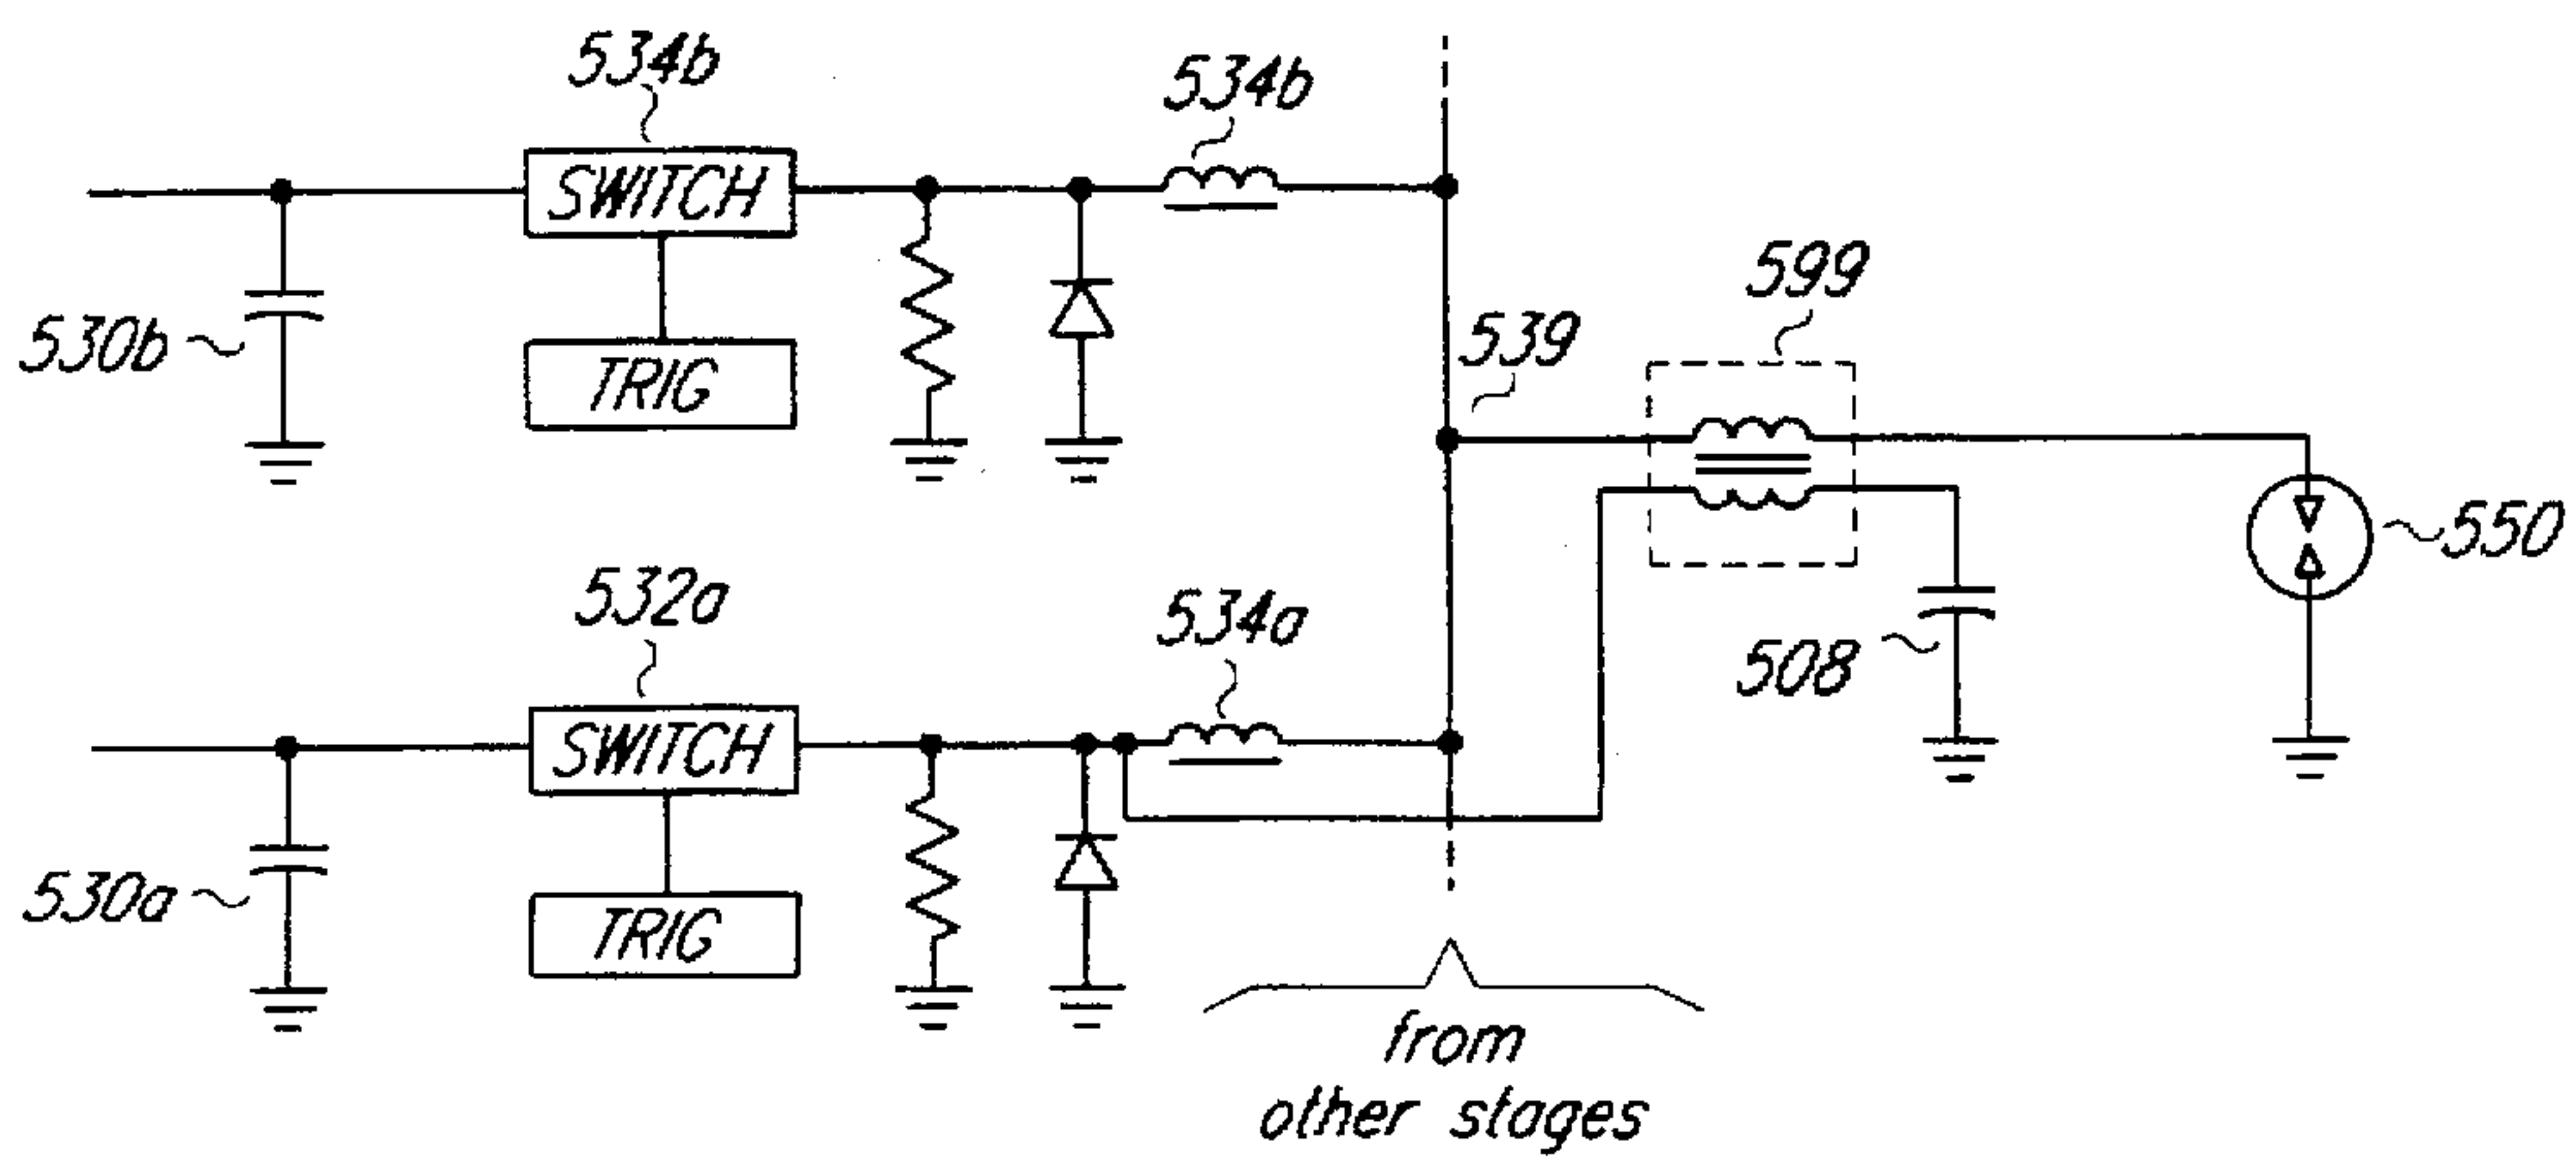 534b
534b
SWITCH
599
539
530b
TRIG
550
532a
534a
508
SWITCH
530a
TRIG
from
other stages